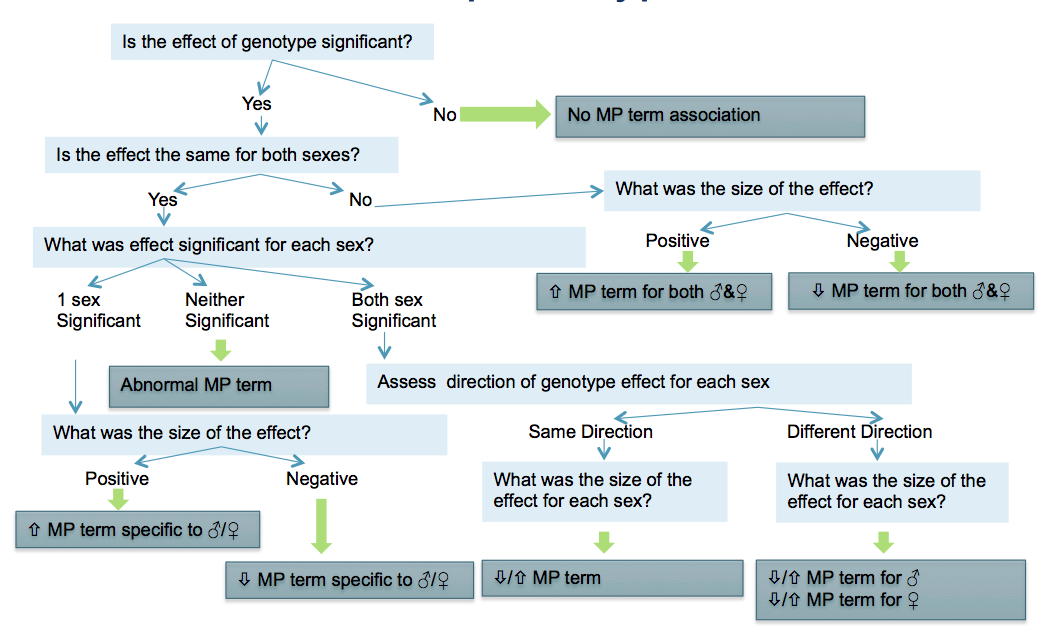 Is the effect of genotype significant?
Yes
No
No MP term association
Is the effect the same for both sexes?
Yes
No
What was the size of the effect?
Positive
Negative
⇧ MP term for both ♂&♀
⇩ MP term for both ♂&♀
What was effect significant for each sex?
1 sex
Significant
Neither
Significant
Both sex
Significant
Abnormal MP term
Assess direction of genotype effect for each sex
What was the size of the effect?
Positive
Negative
⇧ MP term specific to ♂/♀
⇩ MP term specific to ♂/♀
Same Direction
Different Direction
What was the size of the
effect for each sex?
What was the size of the
effect for each sex?
⇩/⇧ MP term
⇩/⇧ MP term for ♂
⇩/⇧ MP term for ♀